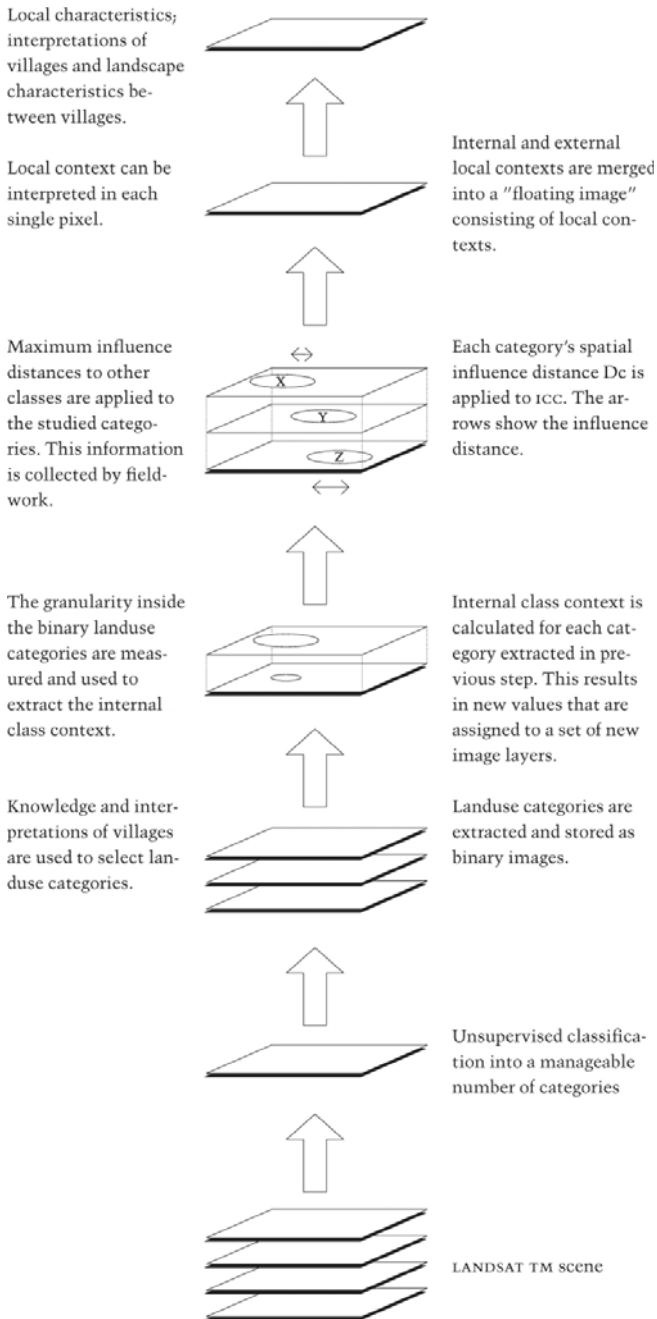 Local characteristics;
interpretations of
villages and landscape
characteristics be-
tween villages.
Local context can be
interpreted in each
single pixel.
Internal and external
local contexts are merged
into a "floating image"
consisting of local con-
texts.
Maximum influence
distances to other
classes are applied to
the studied catego-
ries. This information
is collected by field-
work.
X
Y
Z
Each category's spatial
influence distance Dc is
applied to ICC. The ar-
rows show the influence
distance.
The granularity inside
the binary landuse
categories are meas-
ured and used to
extract the internal
class context.
Internal class context is
calculated for each cat-
egory extracted in pre-
vious step. This results
in new values that are
assigned to a set of new
image layers.
Knowledge and inter-
pretations of villages
are used to select lan-
duse categories.
Landuse categories are
extracted and stored as
binary images.
Unsupervised classifica-
tion into a manageable
number of categories
LANDSAT TM scene